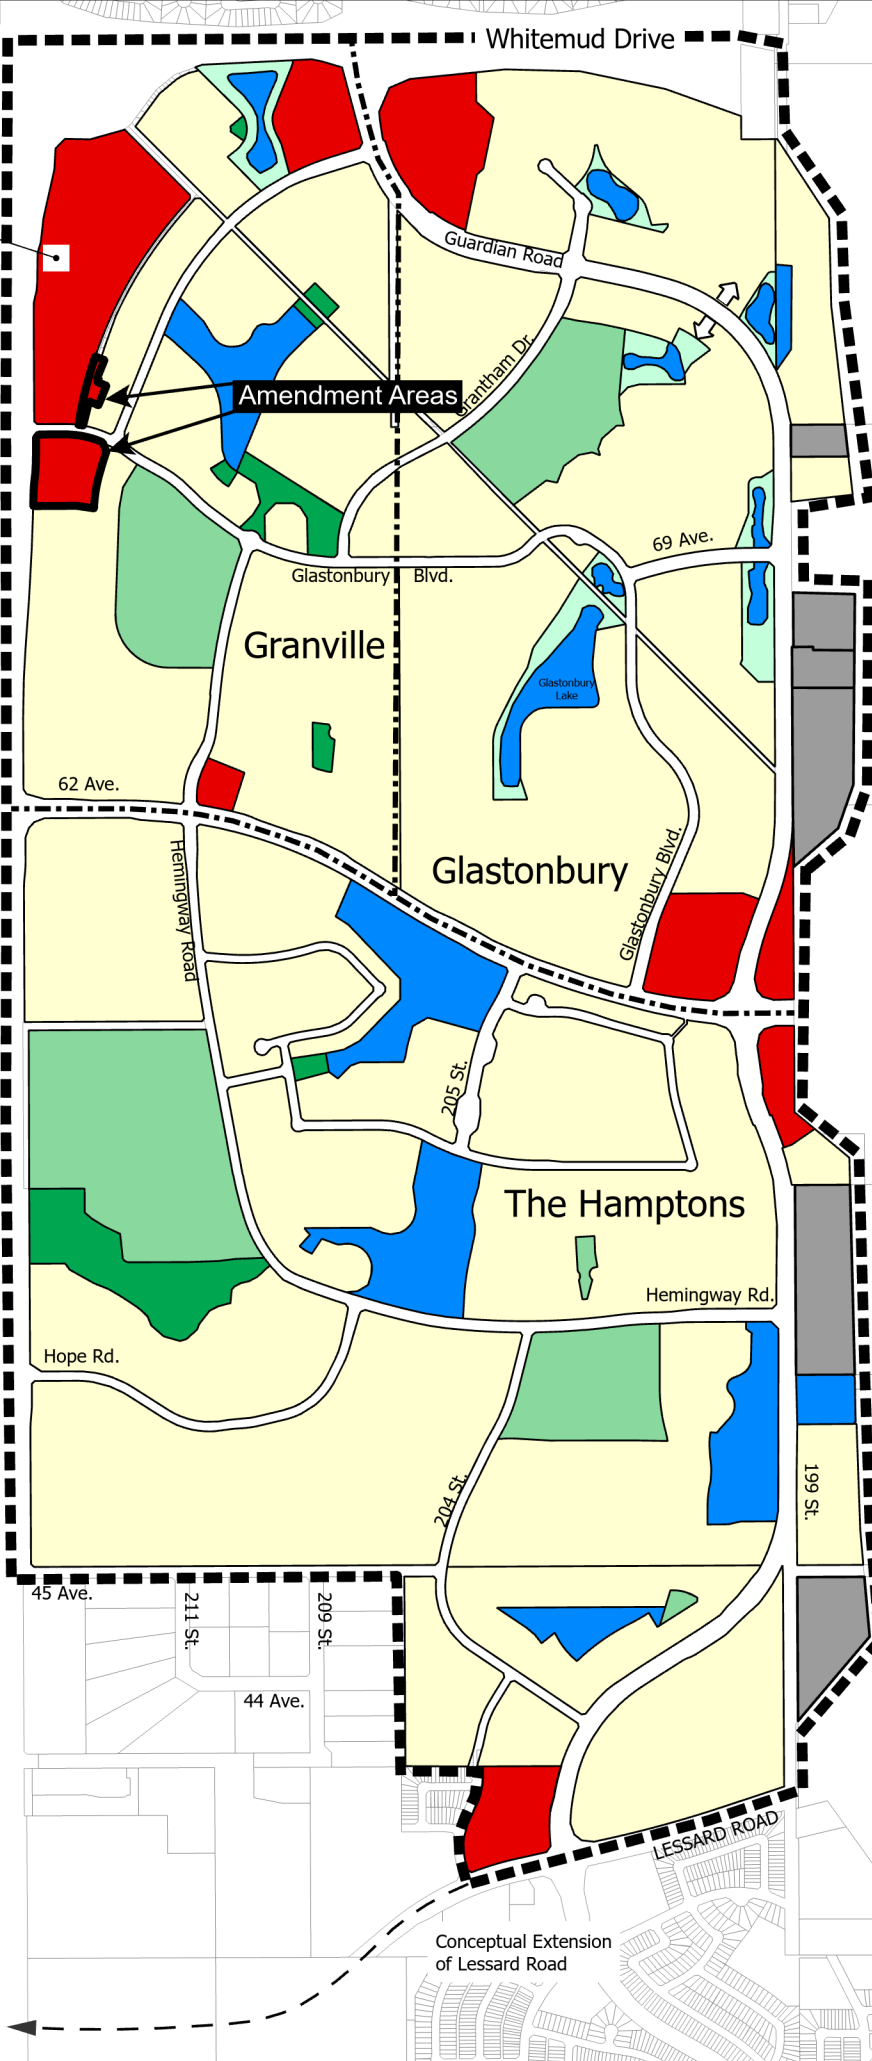 Whitemud Drive
Guardian Road
Grantham Dr.
Amendment Areas
69 Ave.
Glastonbury Blvd.
Granville
Glastonbury
Lake
62 Ave.
Glastonbury
Glastonbury Blvd.
Hemingway Road
205 St.
The Hamptons
Hemingway Rd.
Hope Rd.
204 St.
199 St.
45 Ave.
211 St.
209 St.
44 Ave.
LESSARD ROAD
Conceptual Extension
of Lessard Road